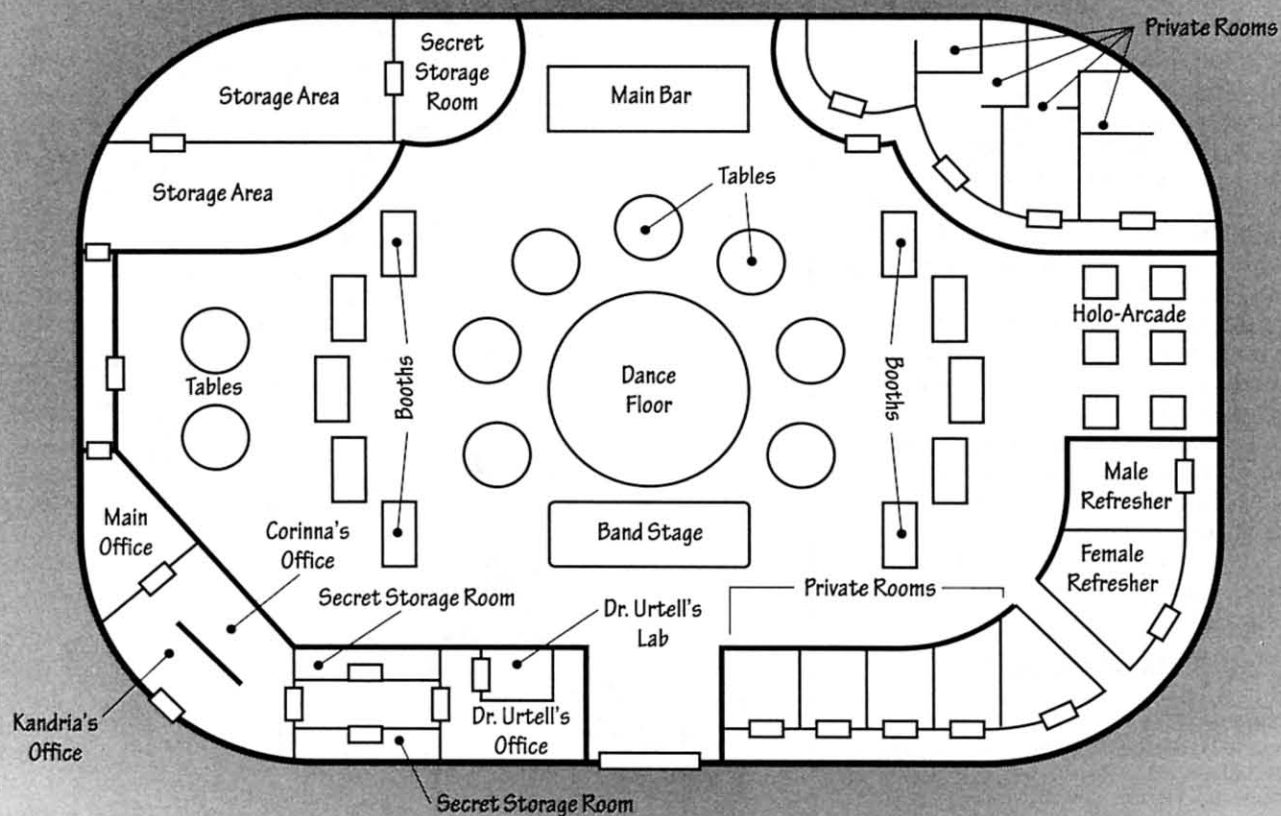 Private Rooms
Secret
Storage
Room
Storage Area
Main Bar
Storage Area
Tables
Holo-Arcade
Tables
Booths
Dance
Floor
Booths
Male
Refresher
Main
Office
Corinna's
Office
Band Stage
Female
Refresher
Secret Storage Room
Dr. Urtell's
Lab
Private Rooms
Kandria's
Office
Dr. Urtell's
Office
Secret Storage Room